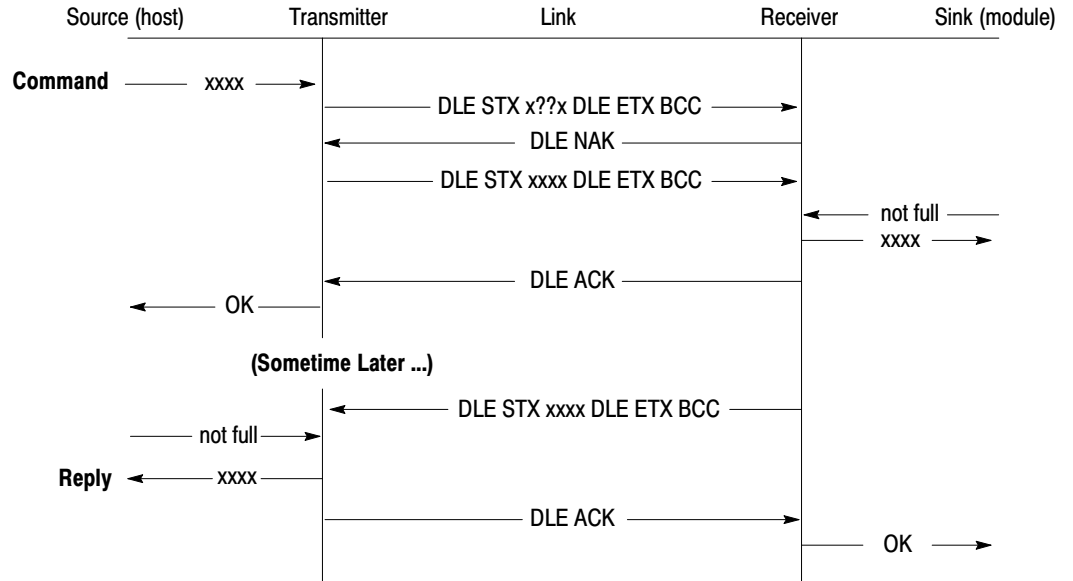 Source (host) Transmitter Link Receiver Sink (module)
Command xxxx
DLE STX x??x DLE ETX BCC
DLE NAK
DLE STX xxxx DLE ETX BCC
not full
xxxx
DLE ACK
OK
(Sometime Later ...)
DLE STX xxxx DLE ETX BCC
not full
Reply xxxx
DLE ACK
OK